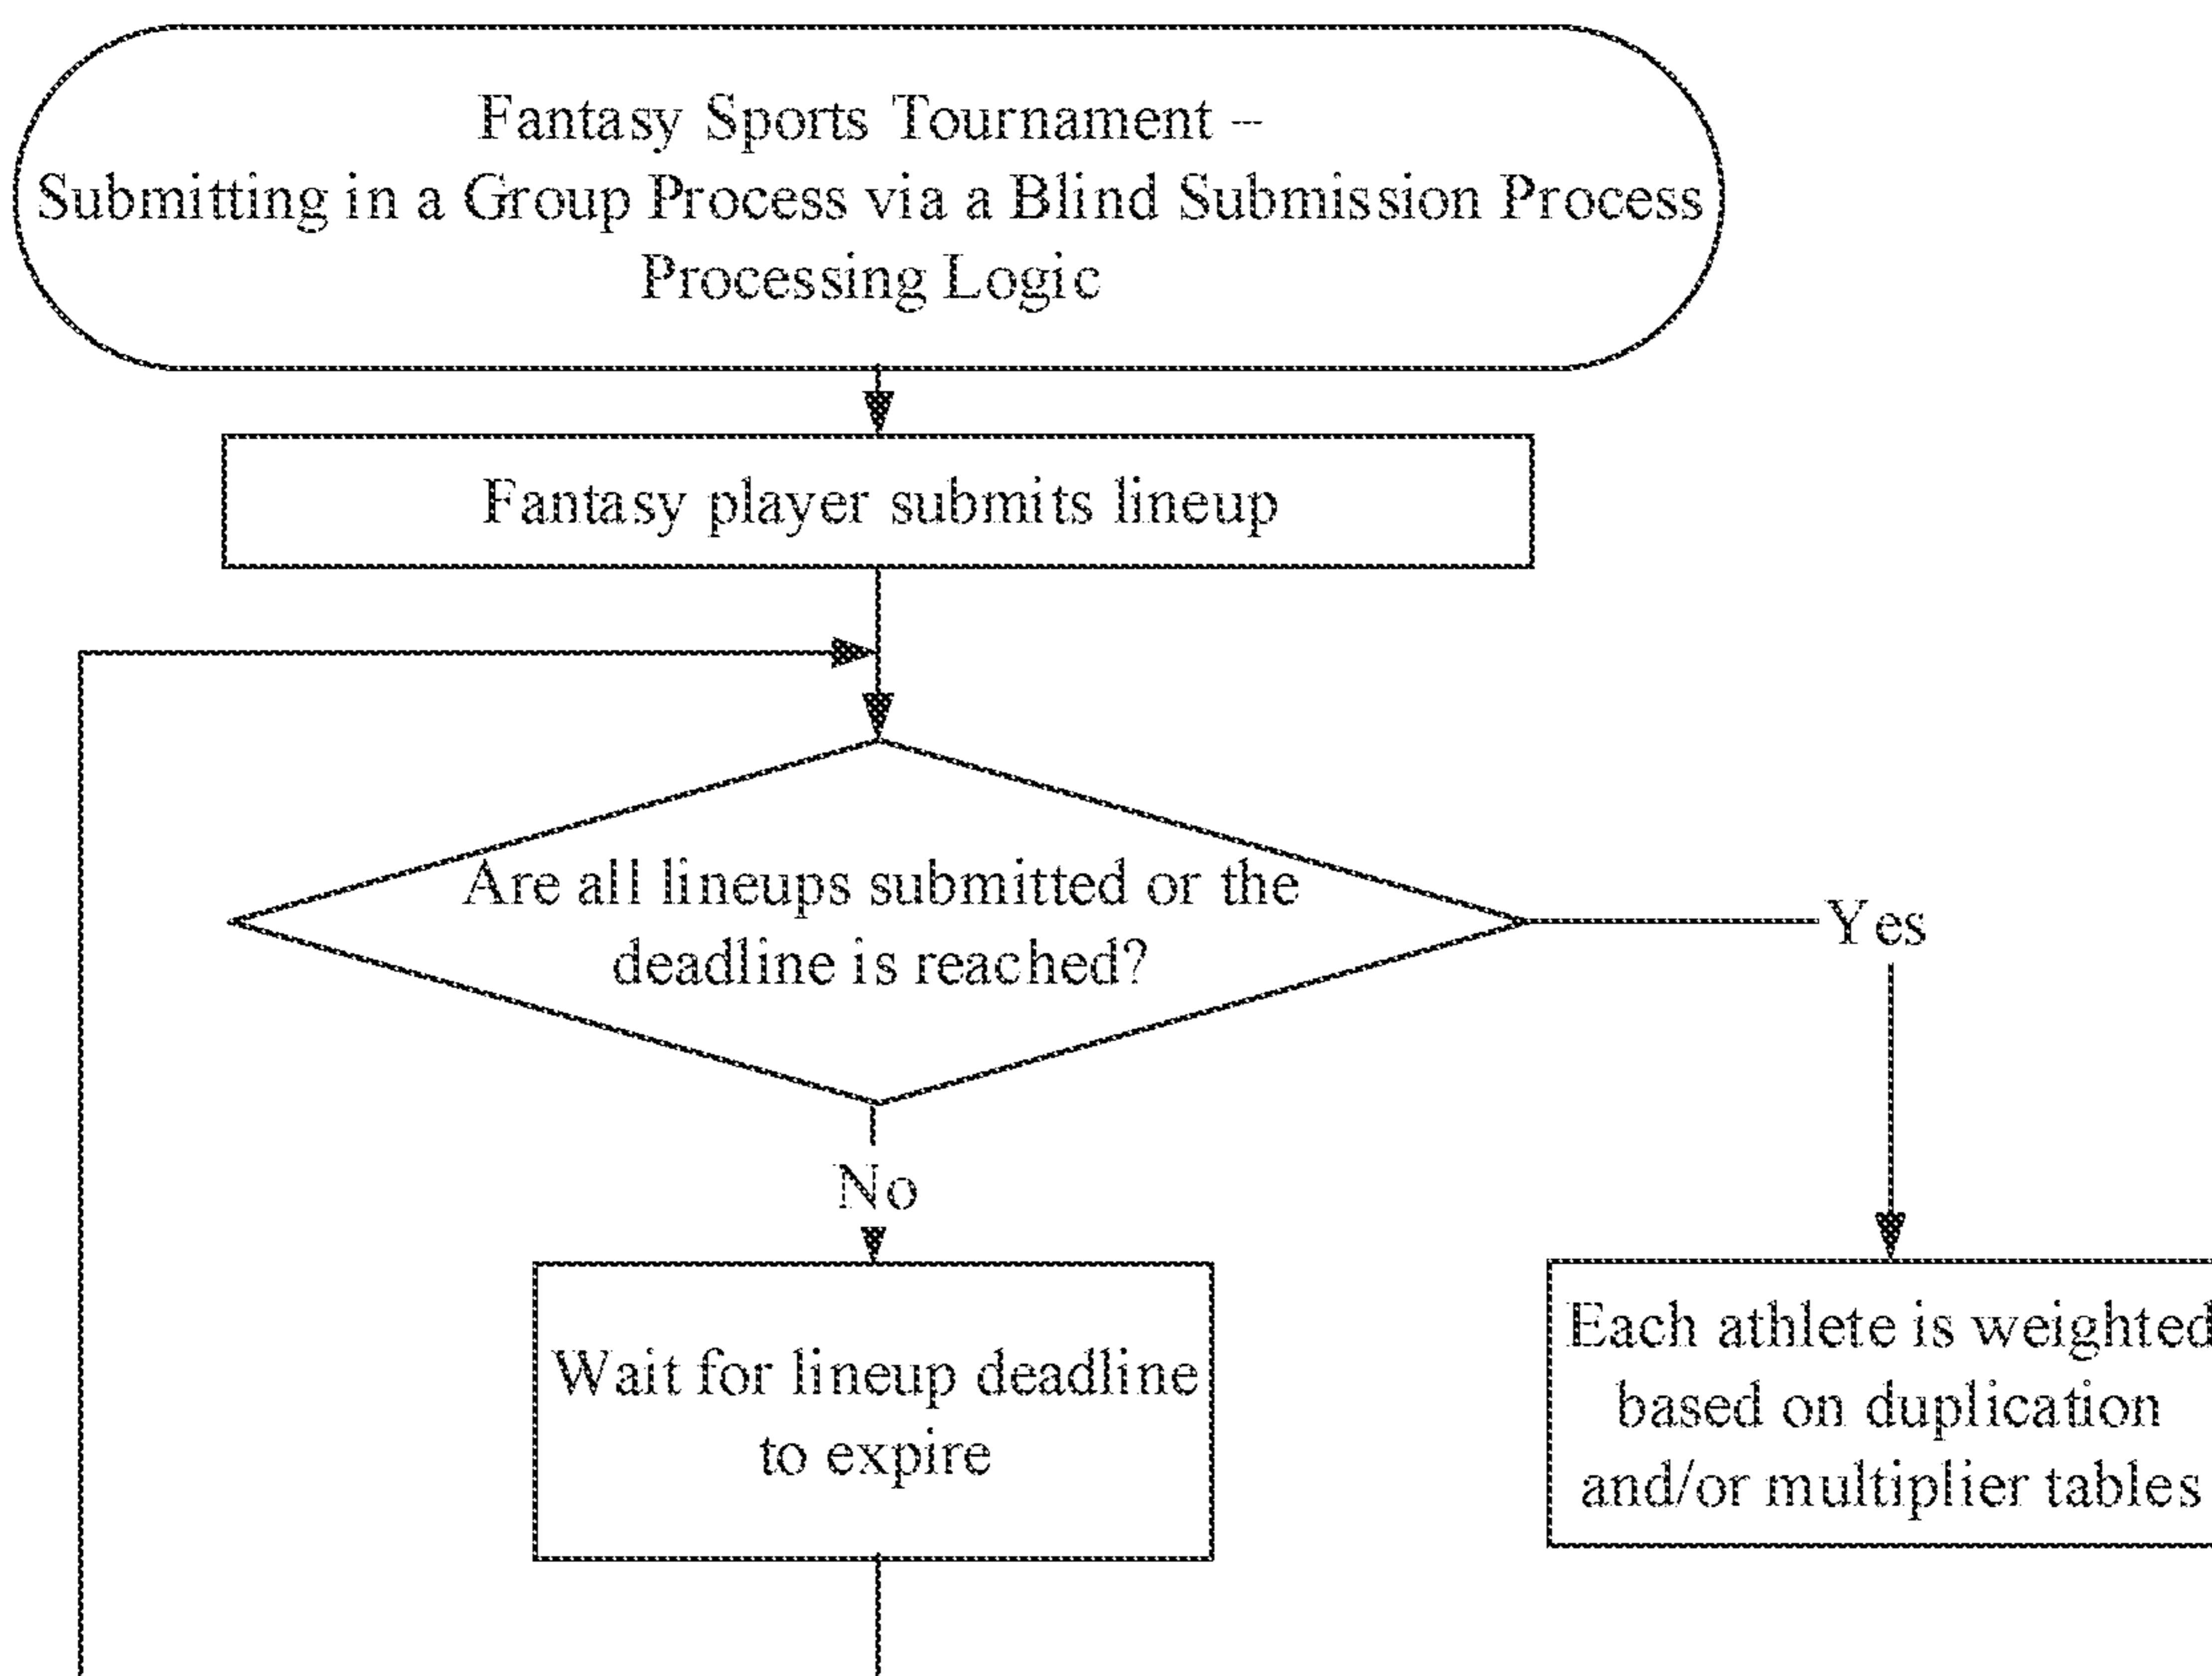 Fantasy Sports Tournament –
Submitting in a Group Process via a Blind Submission Process
Processing Logic
Fantasy player submits lineup
Are all lineups submitted or the
deadline is reached?
Yes
No
Wait for lineup deadline
to expire
Each athlete is weighted
based on duplication
and/or multiplier tables